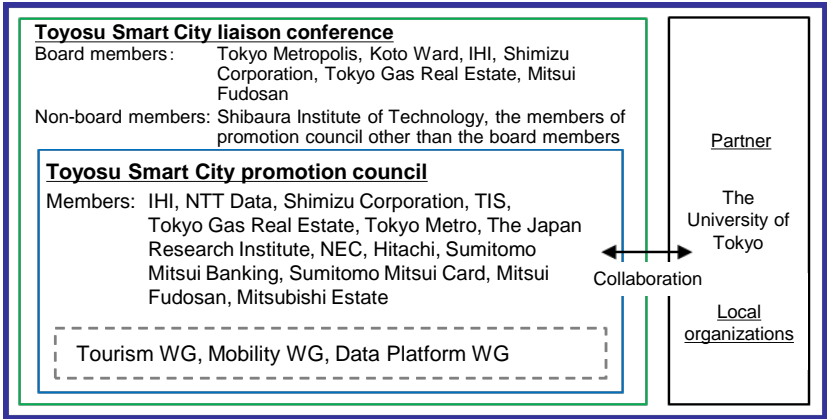 Toyosu Smart City liaison conference
Board members: Tokyo Metropolis, Koto Ward, IHI, Shimizu
Corporation, Tokyo Gas Real Estate, Mitsui
Fudosan
Non-board members: Shibaura Institute of Technology, the members of
promotion council other than the board members
Toyosu Smart City promotion council
Members: IHI, NTT Data, Shimizu Corporation, TIS,
Tokyo Gas Real Estate, Tokyo Metro, The Japan
Research Institute, NEC, Hitachi, Sumitomo
Mitsui Banking, Sumitomo Mitsui Card, Mitsui
Fudosan, Mitsubishi Estate
Tourism WG, Mobility WG, Data Platform WG
Collaboration
Partner
The
University of
Tokyo
Local
organizations